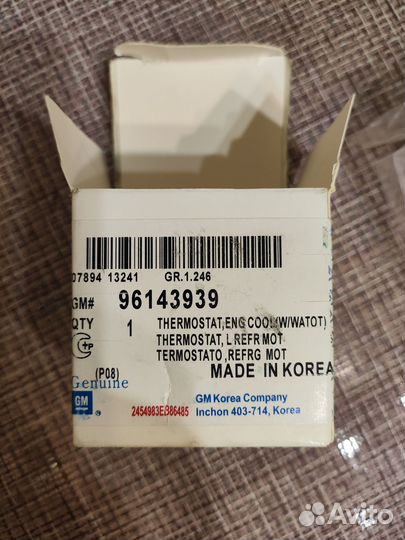 07894 13241 GR.1.246
GM# 96143939
QTY 1 THERMOSTAT,ENG COOL(W/WATOT)
THERMOSTAT, L REFR MOT
TERMOSTATO ,REFRG MOT
(P08) MADE IN KOREA
Genuine
GM ®
GM Korea Company
Inchon 403-714, Korea
Avito